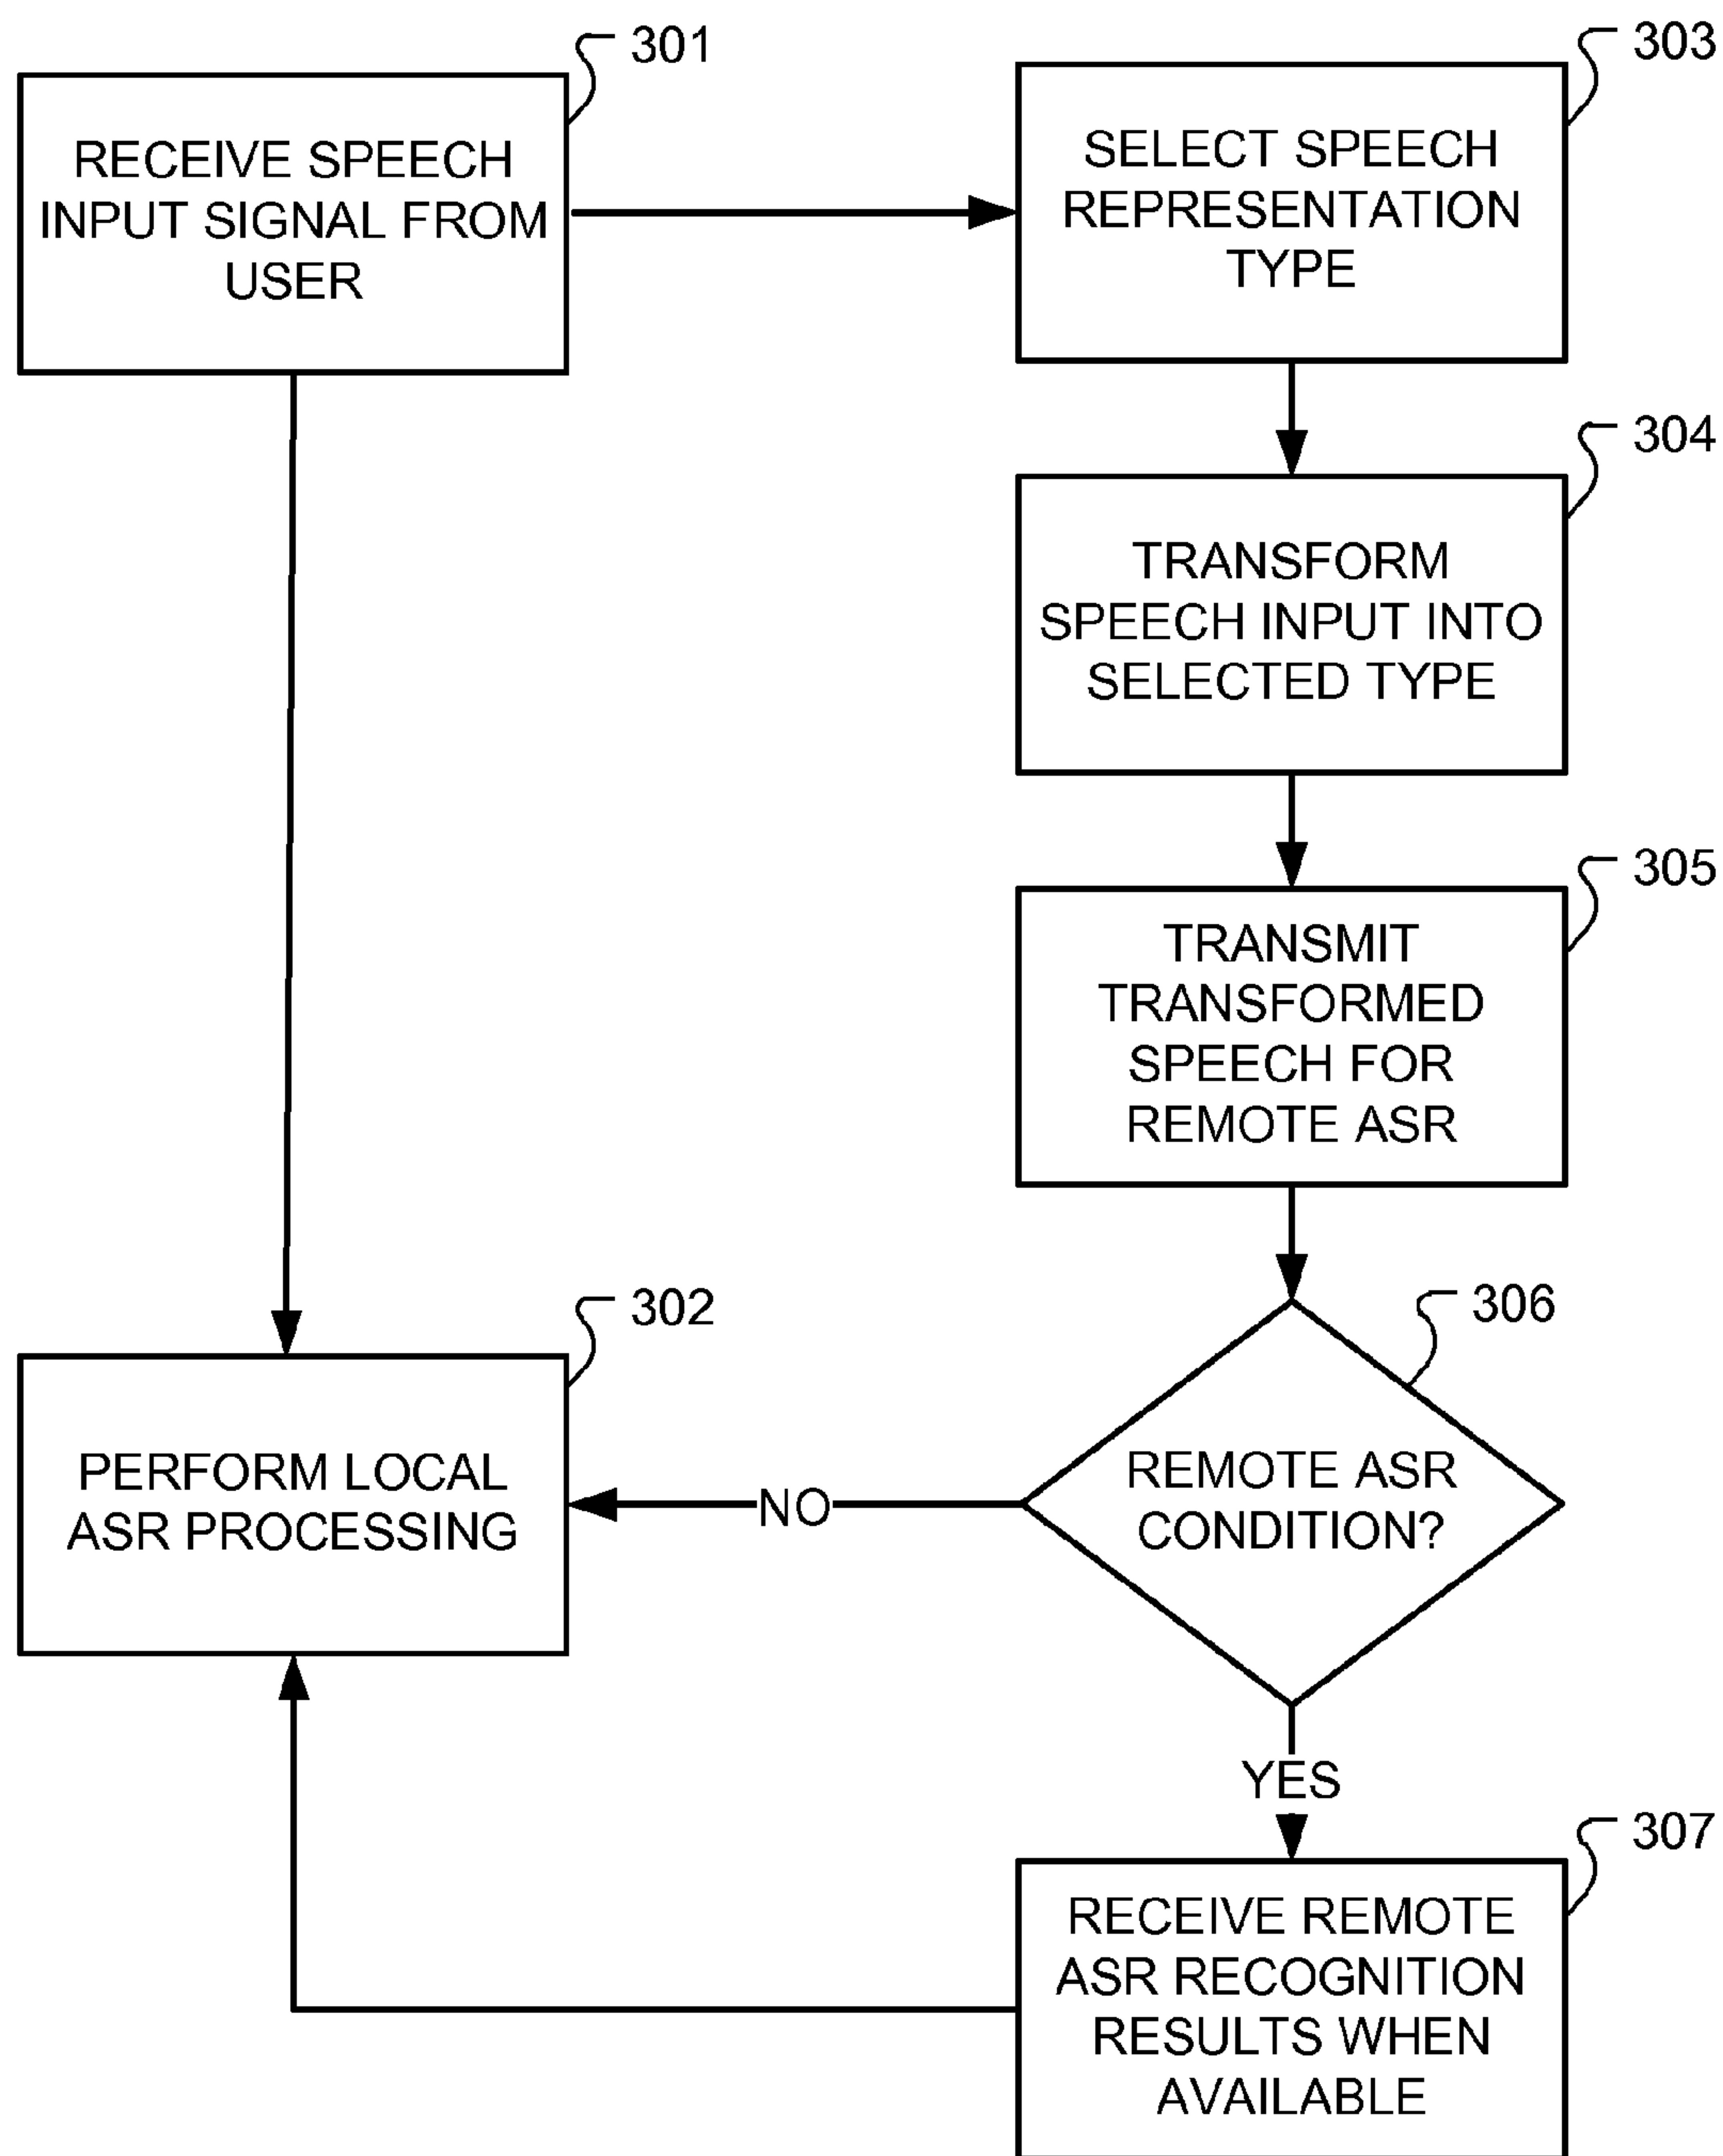 301
RECEIVE SPEECH
INPUT SIGNAL FROM
USER
303
SELECT SPEECH
REPRESENTATION
TYPE
304
TRANSFORM
SPEECH INPUT INTO
SELECTED TYPE
305
TRANSMIT
TRANSFORMED
SPEECH FOR
REMOTE ASR
302
PERFORM LOCAL
ASR PROCESSING
NO
306
REMOTE ASR
CONDITION?
YES
307
RECEIVE REMOTE
ASR RECOGNITION
RESULTS WHEN
AVAILABLE